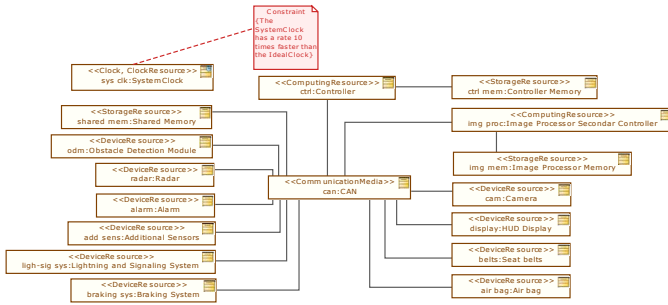 Constraint
{The
SystemClock
has a rate 10
times faster than
the IdealClock}
<<Clock, ClockResource>>
sys clk:SystemClock
<<ComputingResource>>
ctrl:Controller
<<StorageRe source>>
ctrl mem:Controller Memory
<<StorageRe source>>
shared mem:Shared Memory
<<ComputingResource>>
img proc:Image Processor Secondar Controller
<<DeviceRe source>>
odm:Obstacle Detection Module
<<StorageRe source>>
img mem:Image Processor Memory
<<DeviceRe source>>
radar:Radar
<<CommunicationMedia>>
can:CAN
<<DeviceRe source>>
cam:Camera
<<DeviceRe source>>
alarm:Alarm
<<DeviceRe source>>
display:HUD Display
<<DeviceRe source>>
add sens:Additional Sensors
<<DeviceRe source>>
belts:Seat belts
<<DeviceRe source>>
ligh-sig sys:Lightning and Signaling System
<<DeviceRe source>>
air bag:Air bag
<<DeviceRe source>>
braking sys:Braking System